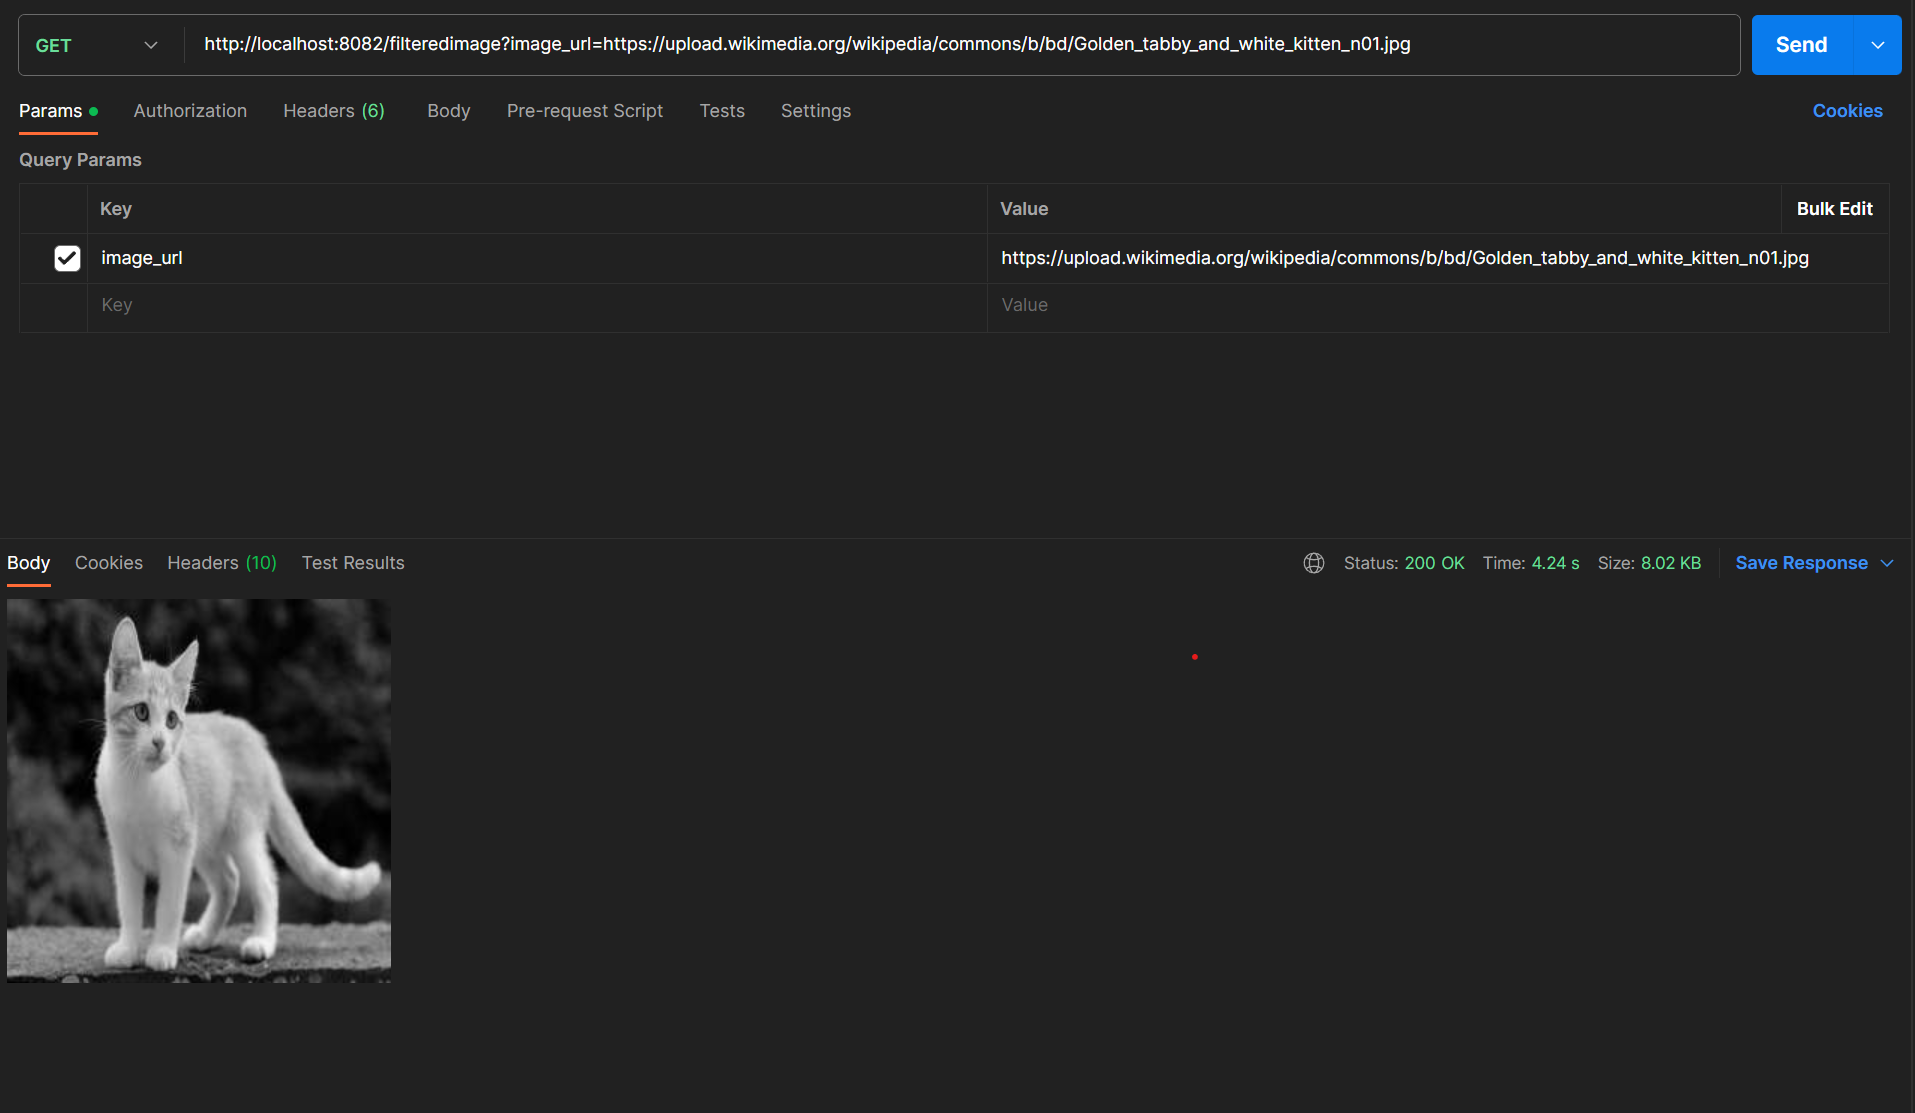 GET http://localhost:8082/filteredimage?image_url=https://upload.wikimedia.org/wikipedia/commons/b/bd/Golden_tabby_and_white_kitten_n01.jpg Send
Params Authorization Headers (6) Body Pre-request Script Tests Settings Cookies
Query Params
Key Value Bulk Edit
image_url https://upload.wikimedia.org/wikipedia/commons/b/bd/Golden_tabby_and_white_kitten_n01.jpg
Key Value
Body Cookies Headers (10) Test Results Status: 200 OK Time: 4.24 s Size: 8.02 KB Save Response